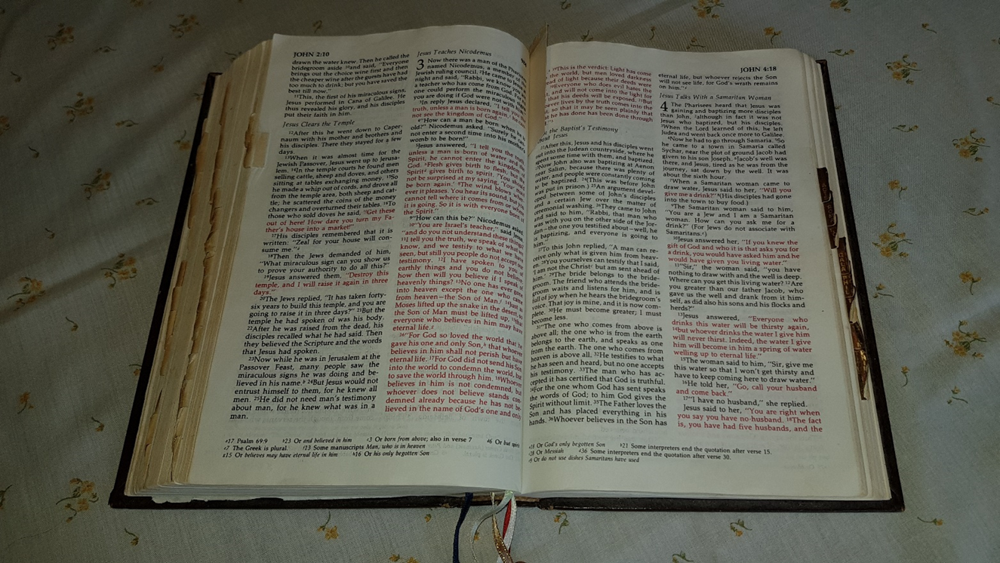 JOHN 2:10
drawn the water knew. Then he called the
bridegroom aside ¹⁰and said, "Everyone
brings out the choice wine first and then
the cheaper wine after the guests have had
too much to drink; but you have saved the
best till now."
¹¹This, the first of his miraculous signs,
Jesus performed in Cana of Galilee. He
thus revealed his glory, and his disciples
put their faith in him.
Jesus Clears the Temple
¹²After this he went down to Caper-
naum with his mother and brothers and
his disciples. There they stayed for a few
days.
¹³When it was almost time for the
Jewish Passover, Jesus went up to Jerusa-
lem. ¹⁴In the temple courts he found men
selling cattle, sheep and doves, and others
sitting at tables exchanging money. ¹⁵So
he made a whip out of cords, and drove all
from the temple area, both sheep and cat-
tle; he scattered the coins of the money
changers and overturned their tables. ¹⁶To
those who sold doves he said, "Get these
out of here! How dare you turn my Fa-
ther's house into a market!"
¹⁷His disciples remembered that it is
written: "Zeal for your house will con-
sume me."ᵃ
¹⁸Then the Jews demanded of him,
"What miraculous sign can you show us
to prove your authority to do all this?"
¹⁹Jesus answered them, "Destroy this
temple, and I will raise it again in three
days."
²⁰The Jews replied, "It has taken forty-
six years to build this temple, and you are
going to raise it in three days?" ²¹But the
temple he had spoken of was his body.
²²After he was raised from the dead, his
disciples recalled what he had said. Then
they believed the Scripture and the words
that Jesus had spoken.
²³Now while he was in Jerusalem at the
Passover Feast, many people saw the
miraculous signs he was doing and be-
lieved in his name.ᵇ ²⁴But Jesus would not
entrust himself to them, for he knew all
men. ²⁵He did not need man's testimony
about man, for he knew what was in a
man.
Jesus Teaches Nicodemus
3 Now there was a man of the
named Nicodemus, a member of
Jewish ruling council. ²He came to
night and said, "Rabbi, we know
a teacher who has come from God. For
one could perform the miraculous
you are doing if God were not
³In reply Jesus declared, "I tell you the
truth, unless a man is born again,ᶜ
not see the kingdom of God."
⁴"How can a man be born when he is
old?" Nicodemus asked. "Surely he
not enter a second time into his mother's
womb to be born!"
⁵Jesus answered, "I tell you the truth,
unless a man is born of water and
Spirit, he cannot enter the kingdom of
God. ⁶Flesh gives birth to flesh, but the
Spiritᵈ gives birth to spirit. ⁷You should
not be surprised at my saying, 'You must
be born again.' ⁸The wind blows wher-
ever it pleases. You hear its sound, but you
cannot tell where it comes from or where
it is going. So it is with everyone born of
the Spirit."
⁹"How can this be?" Nicodemus asked.
¹⁰"You are Israel's teacher," said Jesus,
"and do you not understand these things?
¹¹I tell you the truth, we speak of what we
know, and we testify to what we have
seen, but still you people do not accept our
testimony. ¹²I have spoken to you of
earthly things and you do not believe;
how then will you believe if I speak of
heavenly things? ¹³No one has ever gone
into heaven except the one who came
from heaven—the Son of Man.ᶠ ¹⁴Just as
Moses lifted up the snake in the desert, so
the Son of Man must be lifted up, ¹⁵that
everyone who believes in him may have
eternal life.ᵍ
¹⁶"For God so loved the world that he
gave his one and only Son,ʰ that whoever
believes in him shall not perish but have
eternal life. ¹⁷For God did not send his Son
into the world to condemn the world, but
to save the world through him. ¹⁸Whoever
believes in him is not condemned, but
whoever does not believe stands con-
demned already because he has not be-
lieved in the name of God's one and only
ᵃ17 Psalm 69:9 ᵇ23 Or and believed in him ᶜ3 Or born from above; also in verse 7 ᵈ6 Or but spirit
ᵉ7 The Greek is plural. ᶠ13 Some manuscripts Man, who is in heaven
ᵍ15 Or believes may have eternal life in him ʰ16 Or his only begotten Son
¹⁹This is the verdict: Light has come
the world, but men loved darkness
ead of light because their deeds were
²⁰Everyone who does evil hates the
and will not come into the light for
that his deeds will be exposed. ²¹But
ever lives by the truth comes into the
so that it may be seen plainly that
he has done has been done through
the Baptist's Testimony
About Jesus
²²After this, Jesus and his disciples went
out into the Judean countryside, where he
spent some time with them, and baptized.
²³Now John also was baptizing at Aenon
near Salim, because there was plenty of
water, and people were constantly coming
to be baptized. ²⁴(This was before John
was put in prison.) ²⁵An argument devel-
oped between some of John's disciples
and a certain Jew over the matter of
ceremonial washing. ²⁶They came to John
and said to him, "Rabbi, that man who
was with you on the other side of the Jor-
dan—the one you testified about—well, he
is baptizing, and everyone is going to
him."
²⁷To this John replied, "A man can re-
ceive only what is given him from heav-
en. ²⁸You yourselves can testify that I said,
'I am not the Christ but am sent ahead of
him.' ²⁹The bride belongs to the bride-
groom. The friend who attends the bride-
groom waits and listens for him, and is
full of joy when he hears the bridegroom's
voice. That joy is mine, and it is now com-
plete. ³⁰He must become greater; I must
become less.
³¹"The one who comes from above is
above all; the one who is from the earth
belongs to the earth, and speaks as one
from the earth. The one who comes from
heaven is above all. ³²He testifies to what
he has seen and heard, but no one accepts
his testimony. ³³The man who has ac-
cepted it has certified that God is truthful.
³⁴For the one whom God has sent speaks
the words of God; to him God gives the
Spirit without limit. ³⁵The Father loves the
Son and has placed everything in his
hands. ³⁶Whoever believes in the Son has
JOHN 4:18
eternal life, but whoever rejects the Son
will not see life, for God's wrath remains
on him."
Jesus Talks With a Samaritan Woman
4 The Pharisees heard that Jesus was
gaining and baptizing more disciples
than John, ²although in fact it was not
Jesus who baptized, but his disciples.
³When the Lord learned of this, he left
Judea and went back once more to Galilee.
⁴Now he had to go through Samaria. ⁵So
he came to a town in Samaria called
Sychar, near the plot of ground Jacob had
given to his son Joseph. ⁶Jacob's well was
there, and Jesus, tired as he was from the
journey, sat down by the well. It was
about the sixth hour.
⁷When a Samaritan woman came to
draw water, Jesus said to her, "Will you
give me a drink?" ⁸(His disciples had gone
into the town to buy food.)
⁹The Samaritan woman said to him,
"You are a Jew and I am a Samaritan
woman. How can you ask me for a
drink?" (For Jews do not associate with
Samaritans.)
¹⁰Jesus answered her, "If you knew the
gift of God and who it is that asks you for
a drink, you would have asked him and he
would have given you living water."
¹¹"Sir," the woman said, "you have
nothing to draw with and the well is deep.
Where can you get this living water? ¹²Are
you greater than our father Jacob, who
gave us the well and drank from it him-
self, as did also his sons and his flocks and
herds?"
¹³Jesus answered, "Everyone who
drinks this water will be thirsty again,
¹⁴but whoever drinks the water I give him
will never thirst. Indeed, the water I give
him will become in him a spring of water
welling up to eternal life."
¹⁵The woman said to him, "Sir, give me
this water so that I won't get thirsty and
have to keep coming here to draw water."
¹⁶He told her, "Go, call your husband
and come back."
¹⁷"I have no husband," she replied.
Jesus said to her, "You are right when
you say you have no husband. ¹⁸The fact
is, you have had five husbands, and the
18 Or God's only begotten Son ᵇ21 Some interpreters end the quotation after verse 15.
28 Or Messiah 36 Some interpreters end the quotation after verse 30.
9 Or do not use dishes Samaritans have used